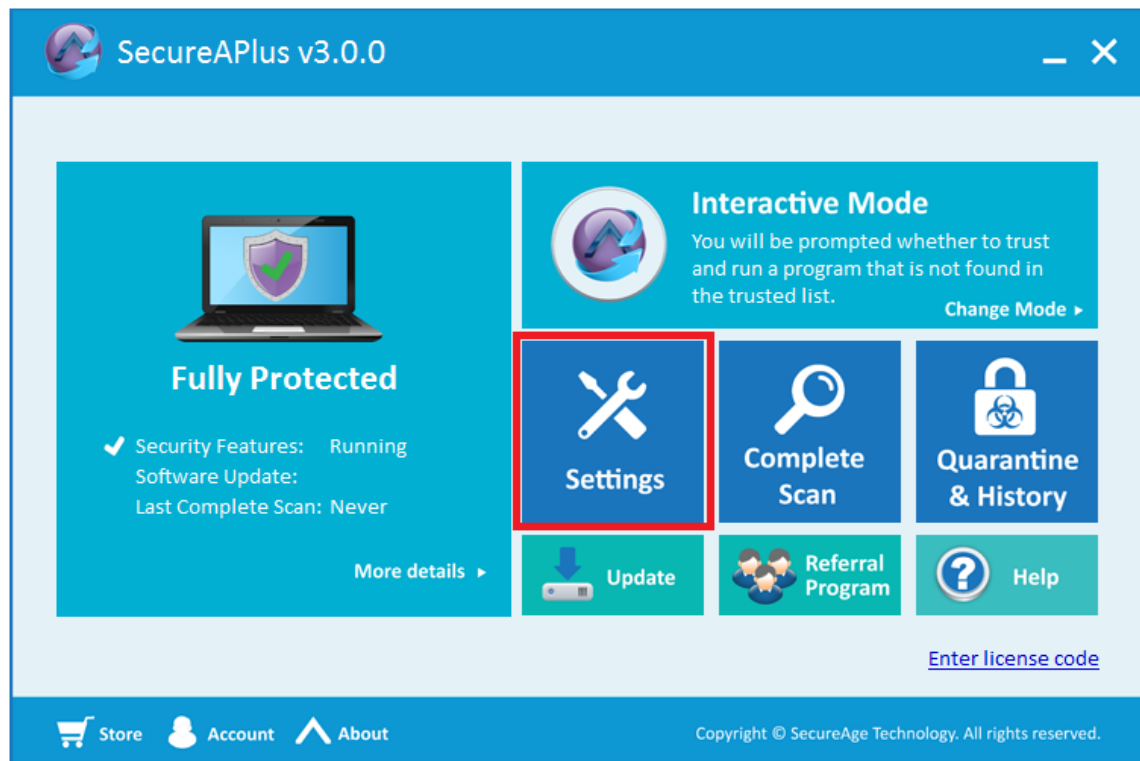 SecureAPlus v3.0.0
Fully Protected
Security Features: Running
Software Update:
Last Complete Scan: Never
More details
Interactive Mode
You will be prompted whether to trust
and run a program that is not found in
the trusted list.
Change Mode
Settings
Complete
Scan
Quarantine
& History
Update
Referral
Program
Help
Enter license code
Store
Account
About
Copyright © SecureAge Technology. All rights reserved.